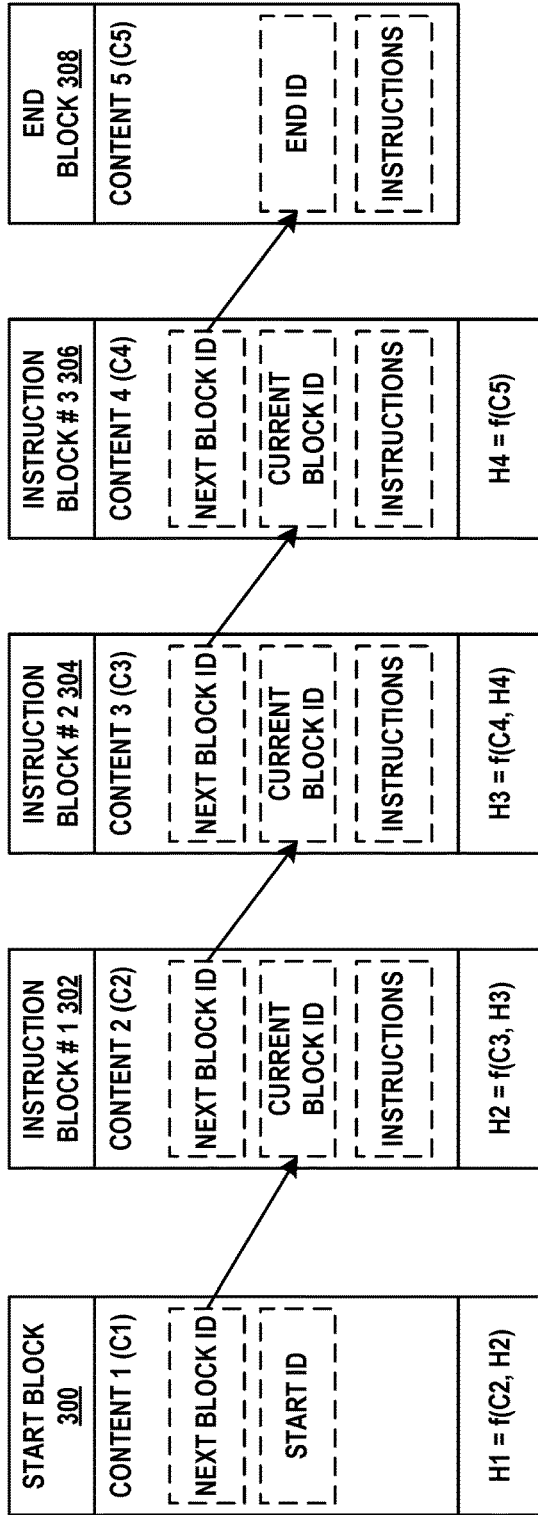 START BLOCK
300
CONTENT 1 (C1)
NEXT BLOCK ID
START ID
H1 = f(C2, H2)
INSTRUCTION
BLOCK # 1 302
CONTENT 2 (C2)
NEXT BLOCK ID
CURRENT
BLOCK ID
INSTRUCTIONS
H2 = f(C3, H3)
INSTRUCTION
BLOCK # 2 304
CONTENT 3 (C3)
NEXT BLOCK ID
CURRENT
BLOCK ID
INSTRUCTIONS
H3 = f(C4, H4)
INSTRUCTION
BLOCK # 3 306
CONTENT 4 (C4)
NEXT BLOCK ID
CURRENT
BLOCK ID
INSTRUCTIONS
H4 = f(C5)
END
BLOCK 308
CONTENT 5 (C5)
END ID
INSTRUCTIONS